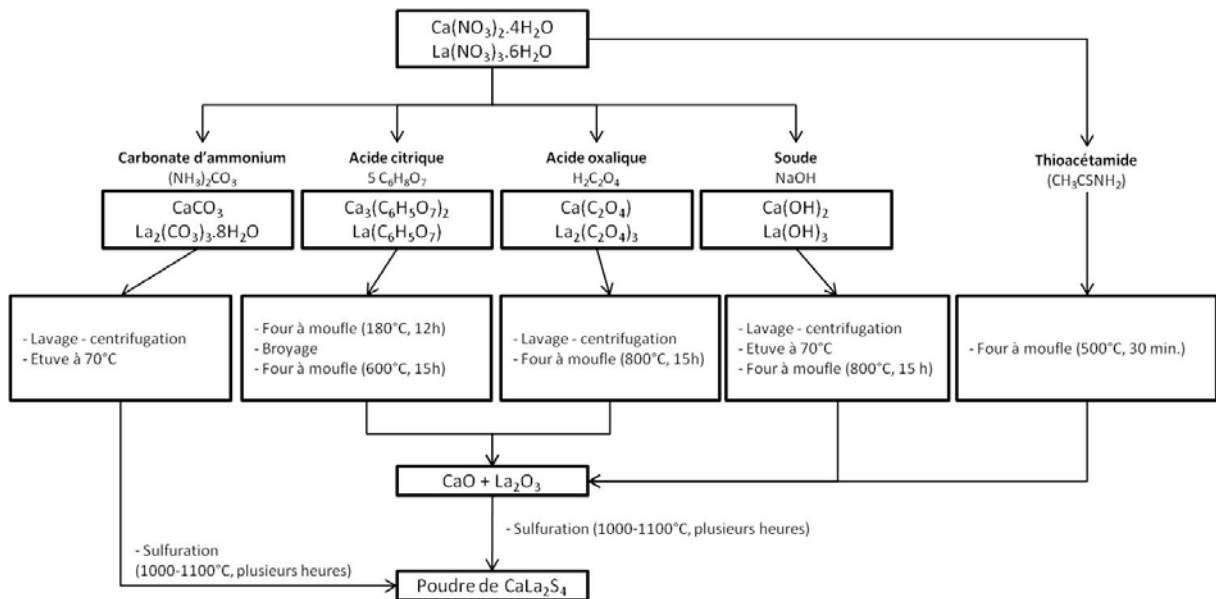 Ca(NO₃)₂.4H₂O
La(NO₃)₃.6H₂O
Carbonate d'ammonium
(NH₃)₂CO₃
CaCO₃
La₂(CO₃)₃.8H₂O
Acide citrique
5 C₆H₈O₇
Ca₃(C₆H₅O₇)₂
La(C₆H₅O₇)
Acide oxalique
H₂C₂O₄
Ca(C₂O₄)
La₂(C₂O₄)₃
Soude
NaOH
Ca(OH)₂
La(OH)₃
Thioacétamide
(CH₃CSNH₂)
- Lavage - centrifugation
- Etuve à 70°C
- Four à moufle (180°C, 12h)
- Broyage
- Four à moufle (600°C, 15h)
- Lavage - centrifugation
- Four à moufle (800°C, 15h)
- Lavage - centrifugation
- Etuve à 70°C
- Four à moufle (800°C, 15 h)
- Four à moufle (500°C, 30 min.)
CaO + La₂O₃
- Sulfuration (1000-1100°C, plusieurs heures)
- Sulfuration
(1000-1100°C, plusieurs heures)
Poudre de CaLa₂S₄